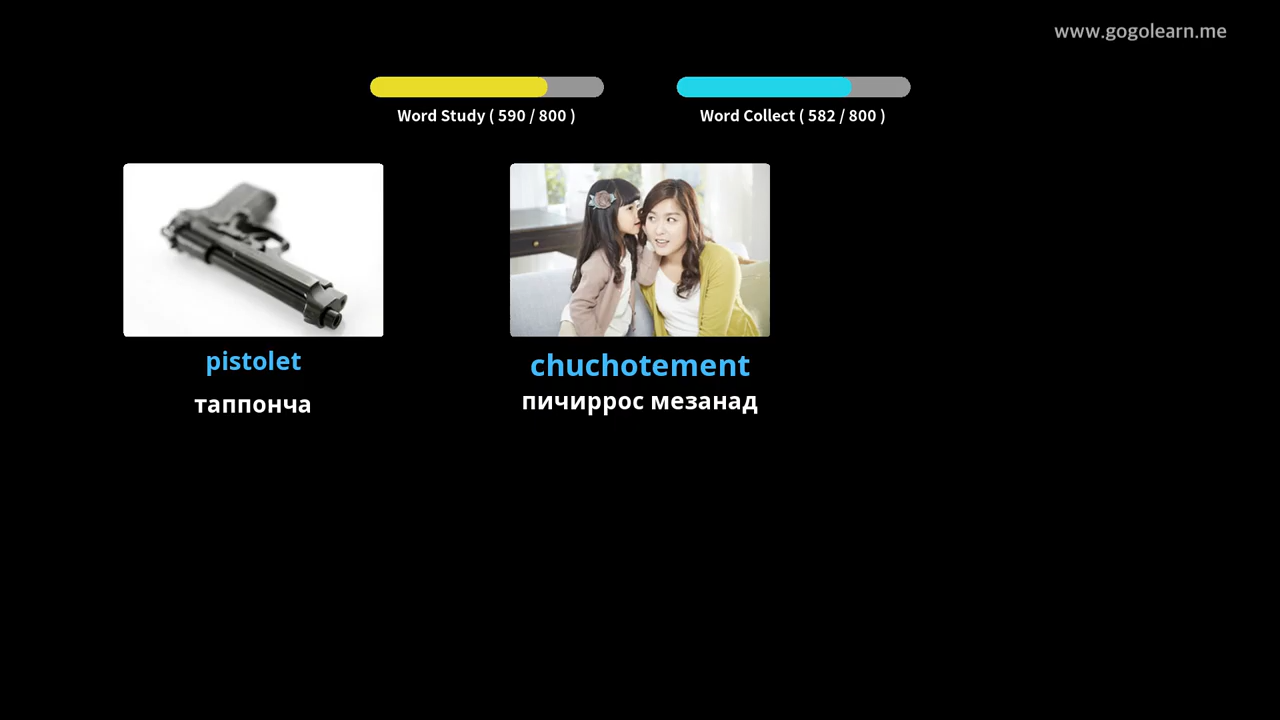 www.gogolearn.me
Word Study ( 590 / 800 )
Word Collect ( 582 / 800 )
pistolet
таппонча
chuchotement
пичиррос мезанад